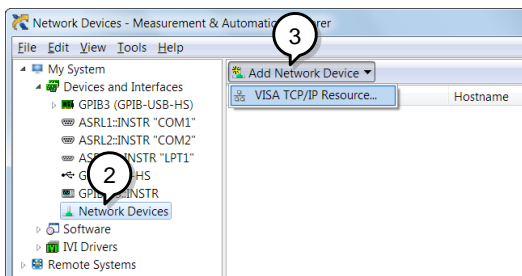 Network Devices - Measurement & Automation Explorer
3
File Edit View Tools Help
My System
Add Network Device
Devices and Interfaces
VISA TCP/IP Resource...
Hostname
GPIB3 (GPIB-USB-HS)
ASRL1::INSTR "COM1"
ASRL2::INSTR "COM2"
INSTR "LPT1"
2
Network Devices
Software
IVI Drivers
Remote Systems